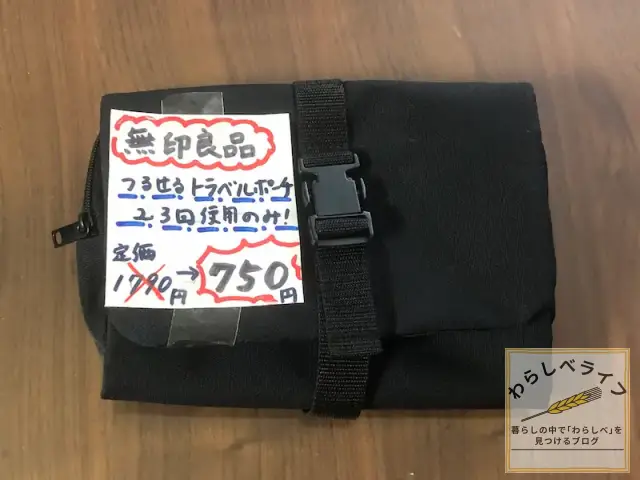 無印良品
つるせるトラベルポーチ
2、3回使用のみ!
定価
1790円→750円
わらしべライフ
暮らしの中で「わらしべ」を
見つけるブログ